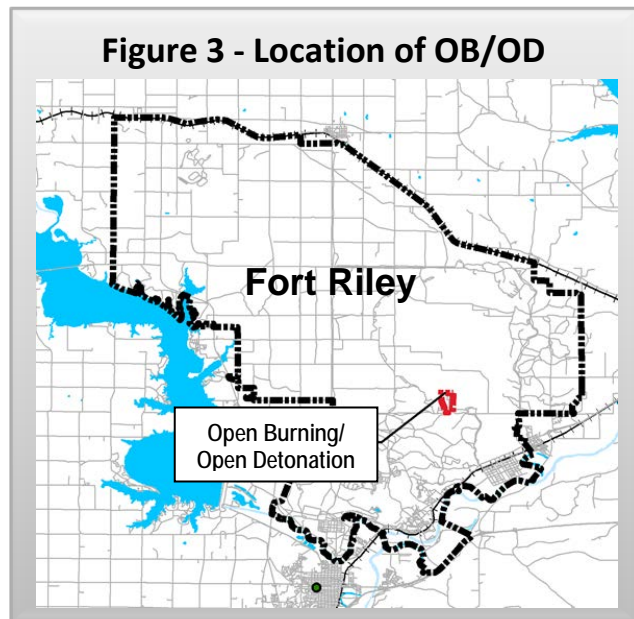 Figure 3 - Location of OB/OD
Fort Riley
Open Burning/
Open Detonation